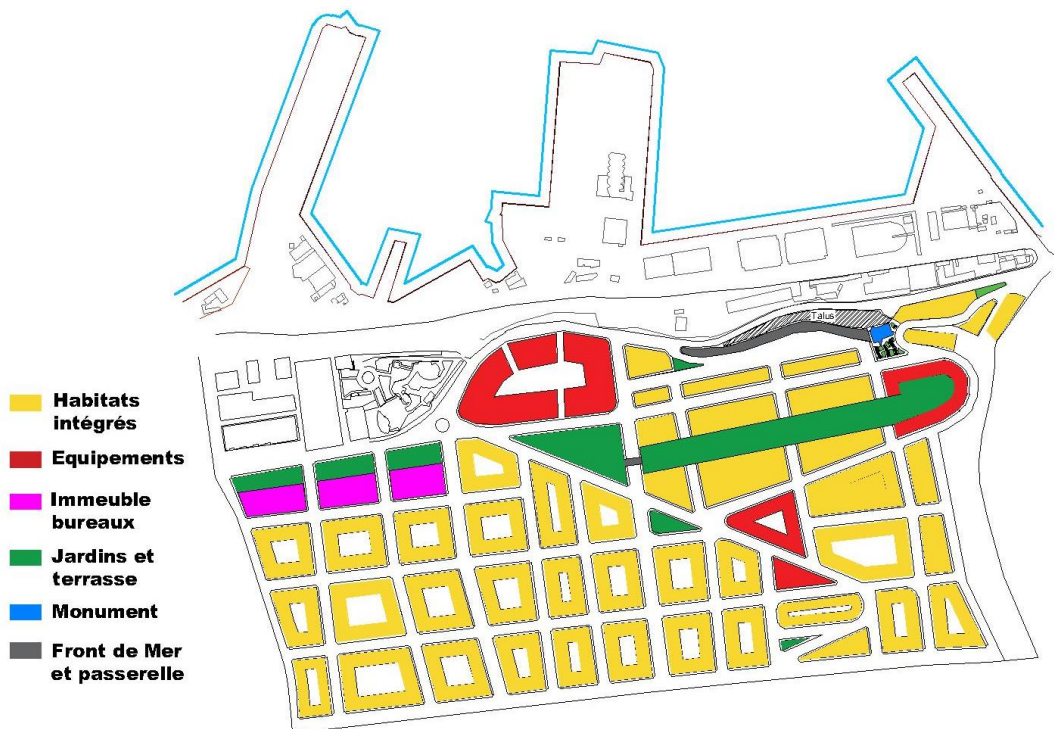 Talus
Habitats
intégrés
Equipements
Immeuble
bureaux
Jardins et
terrasse
Monument
Front de Mer
et passerelle